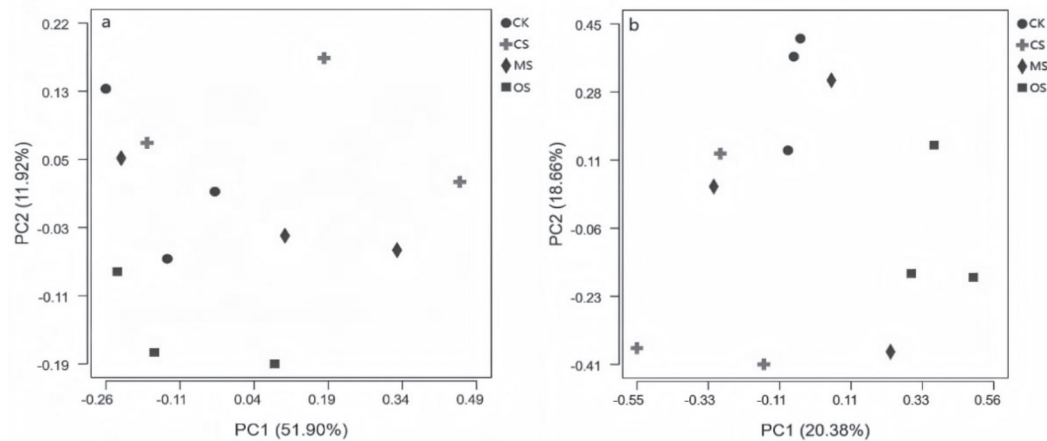 a
0.22
0.13
0.05
-0.03
-0.11
-0.19
PC2 (11.92%)
-0.26 -0.11 0.04 0.19 0.34 0.49
PC1 (51.90%)
CK
CS
MS
OS
b
0.45
0.28
0.11
-0.06
-0.23
-0.41
PC2 (18.66%)
-0.55 -0.33 -0.11 0.11 0.33 0.56
PC1 (20.38%)
CK
CS
MS
OS